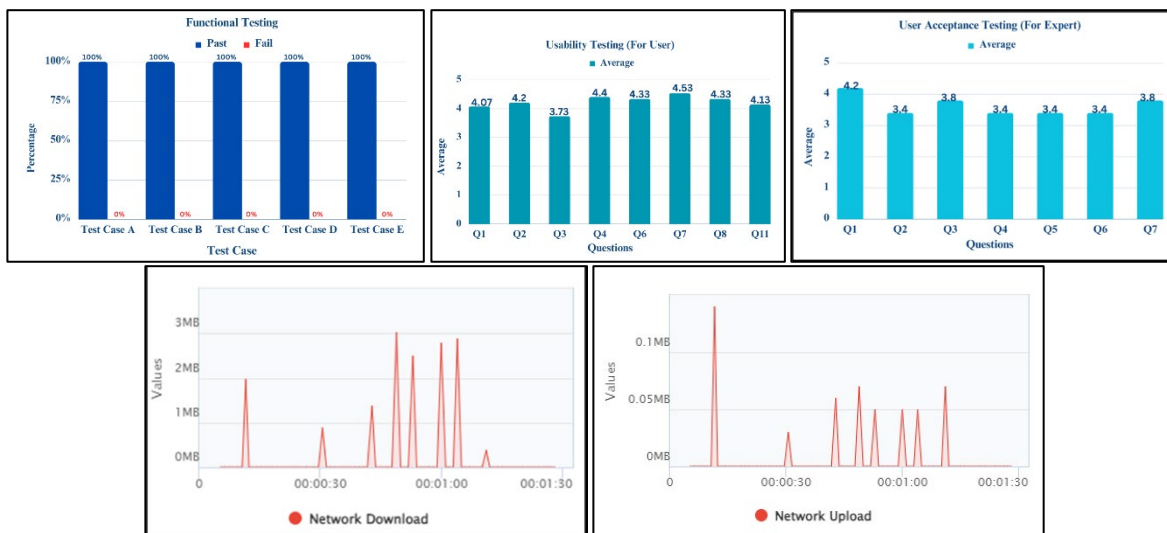 Functional Testing
Past Fail
100% 100% 100% 100% 100%
100%
75%
50%
25%
0%
Percentage
0% 0% 0% 0% 0%
Test Case A Test Case B Test Case C Test Case D Test Case E
Test Case
Usability Testing (For User)
Average
5
4
3
2
1
0
Average
4.07 4.2 3.73 4.4 4.33 4.53 4.33 4.13
Q1 Q2 Q3 Q4 Q6 Q7 Q8 Q11
Questions
User Acceptance Testing (For Expert)
Average
5
4
3
2
1
0
Average
4.2 3.4 3.8 3.4 3.4 3.4 3.8
Q1 Q2 Q3 Q4 Q5 Q6 Q7
Questions
3MB
2MB
1MB
0MB
Values
0 00:00:30 00:01:00 00:01:30
Network Download
0.1MB
0.05MB
0MB
Values
0 00:00:30 00:01:00 00:01:30
Network Upload